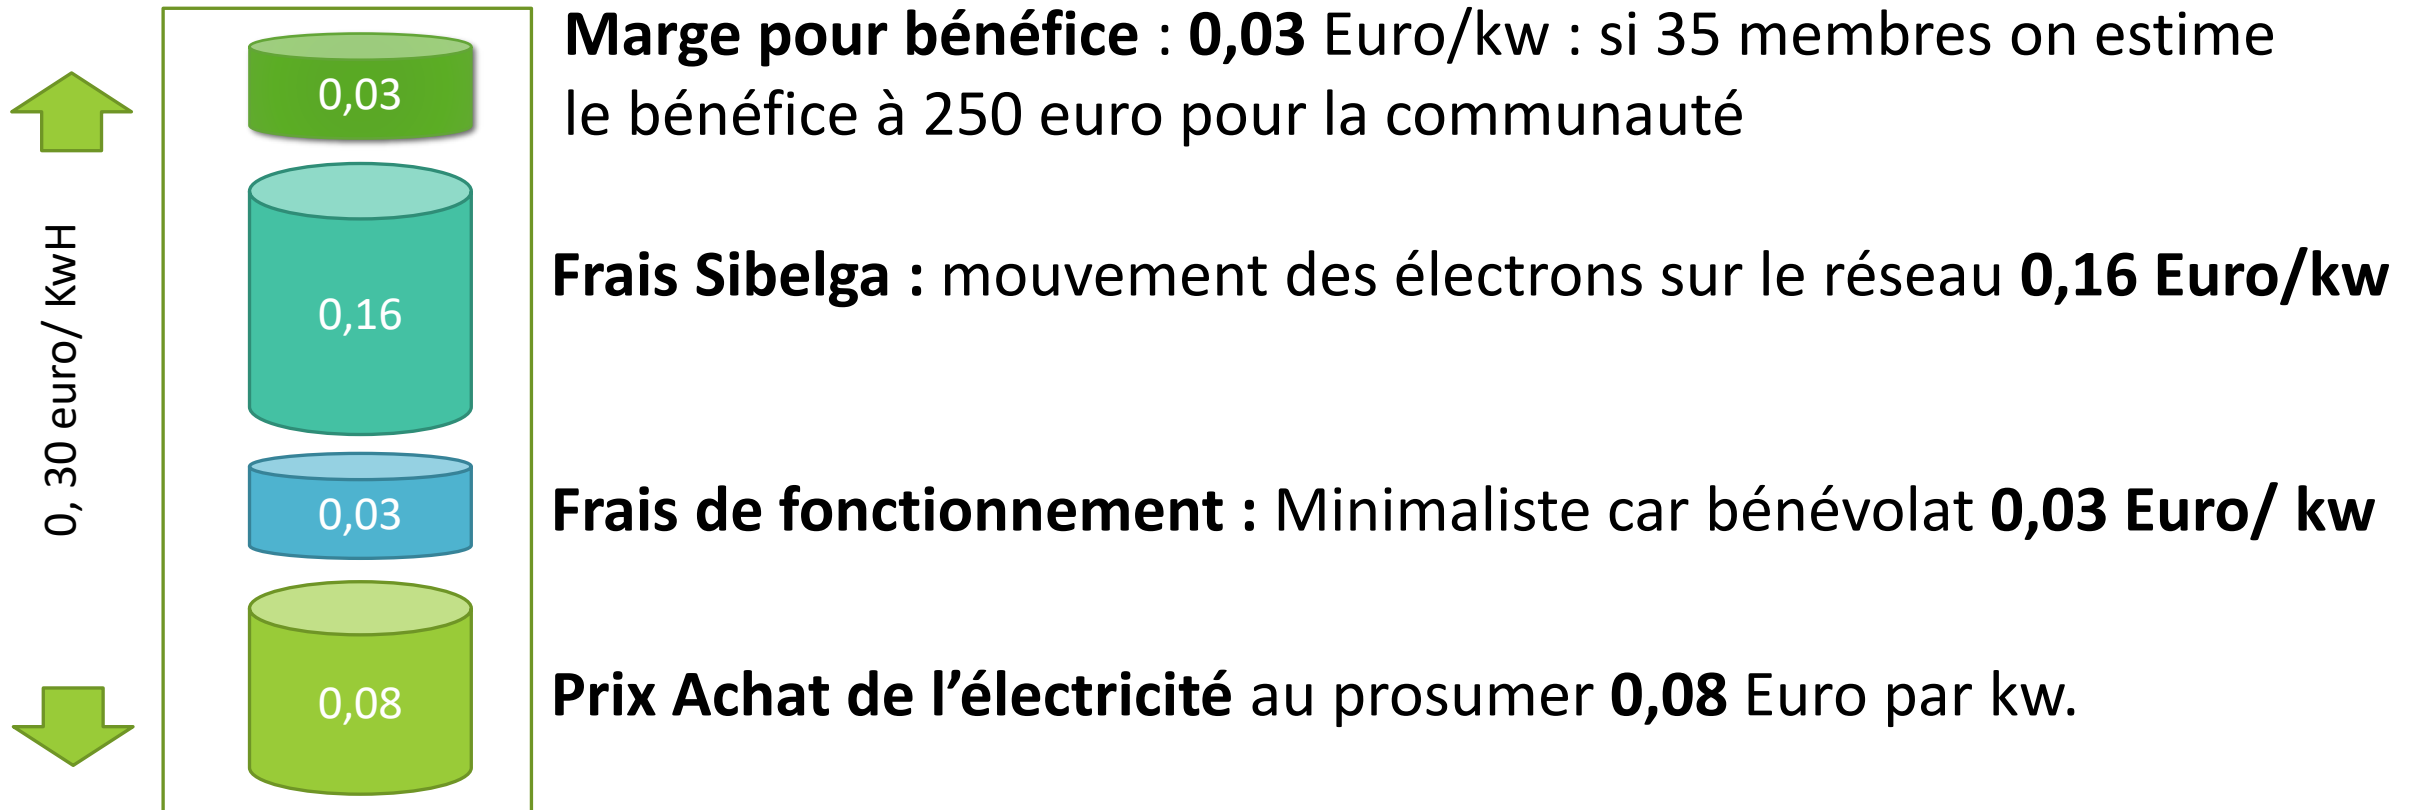 Marge pour bénéfice : 0,03 Euro/kw : si 35 membres on estime
le bénéfice à 250 euro pour la communauté
0,03
0, 30 euro/ KwH
Frais Sibelga : mouvement des électrons sur le réseau 0,16 Euro/kw
0,16
Frais de fonctionnement : Minimaliste car bénévolat 0,03 Euro/ kw
0,03
Prix Achat de l’électricité au prosumer 0,08 Euro par kw.
0,08